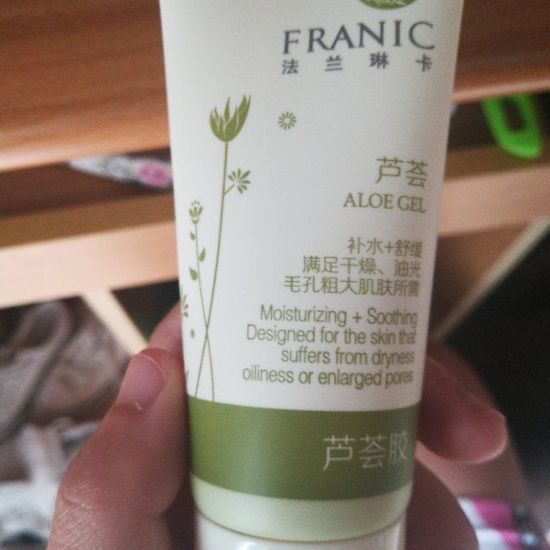 FRANIC
法兰琳卡
芦荟
ALOE GEL
补水+舒缓
满足干燥、油光
毛孔粗大肌肤所需
Moisturizing + Soothing
Designed for the skin that
suffers from dryness
oiliness or enlarged pores
芦荟胶